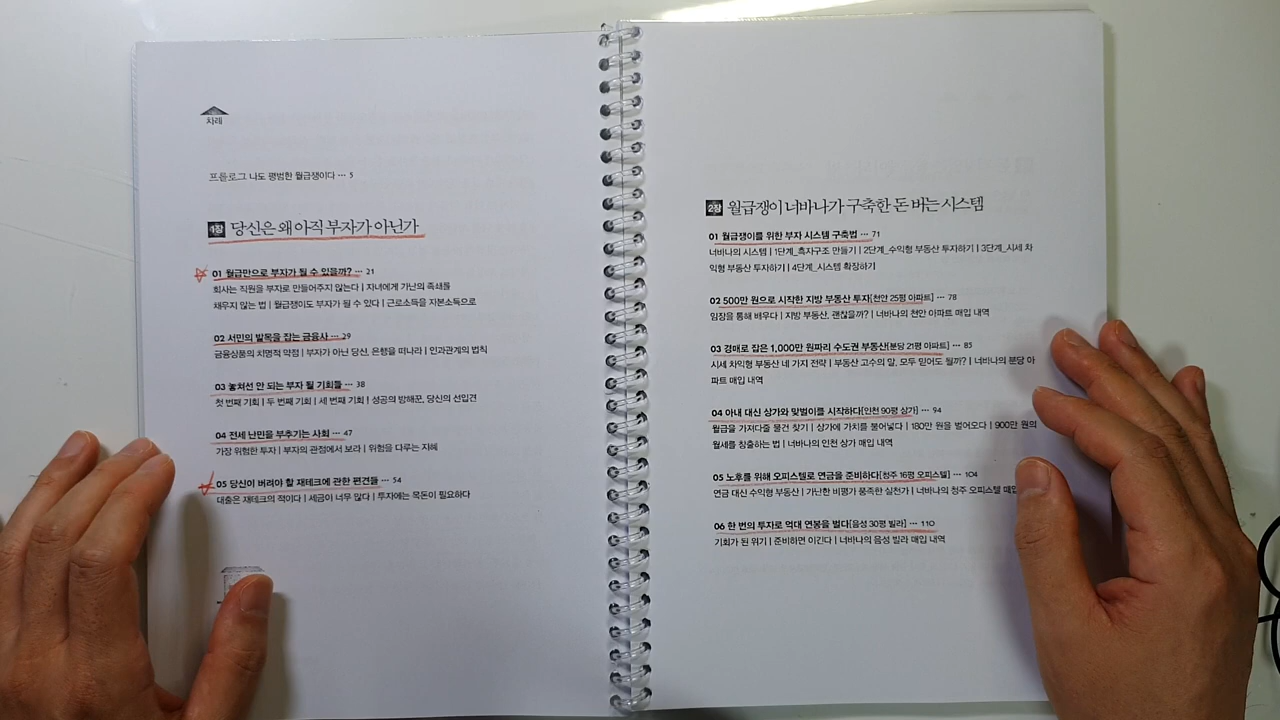 차례
프롤로그 나도 평범한 월급쟁이다 ··· 5
1장 당신은 왜 아직 부자가 아닌가
01 월급만으로 부자가 될 수 있을까? ··· 21
회사는 직원을 부자로 만들어주지 않는다 | 자녀에게 가난의 족쇄를
채우지 않는 법 | 월급쟁이도 부자가 될 수 있다 | 근로소득을 자본소득으로
02 서민의 발목을 잡는 금융사 ··· 29
금융상품의 치명적 약점 | 부자가 아닌 당신, 은행을 떠나라 | 인과관계의 법칙
03 놓쳐선 안 되는 부자 될 기회들 ··· 38
첫 번째 기회 | 두 번째 기회 | 세 번째 기회 | 성공의 방해꾼, 당신의 선입견
04 전세 난민을 부추기는 사회 ··· 47
가장 위험한 투자 | 부자의 관점에서 보라 | 위험을 다루는 지혜
05 당신이 버려야 할 재테크에 관한 편견들 ··· 54
대출은 재테크의 적이다 | 세금이 너무 많다 | 투자에는 목돈이 필요하다
2장 월급쟁이 너바나가 구축한 돈 버는 시스템
01 월급쟁이를 위한 부자 시스템 구축법 ··· 71
너바나의 시스템 | 1단계_흑자구조 만들기 | 2단계_수익형 부동산 투자하기 | 3단계_시세 차
익형 부동산 투자하기 | 4단계_시스템 확장하기
02 500만 원으로 시작한 지방 부동산 투자[천안 25평 아파트] ··· 78
임장을 통해 배우다 | 지방 부동산, 괜찮을까? | 너바나의 천안 아파트 매입 내역
03 경매로 잡은 1,000만 원짜리 수도권 부동산[분당 21평 아파트] ··· 85
시세 차익형 부동산 네 가지 전략 | 부동산 고수의 말, 모두 믿어도 될까? | 너바나의 분당 아
파트 매입 내역
04 아내 대신 상가와 맞벌이를 시작하다[인천 90평 상가] ··· 94
월급을 가져다줄 물건 찾기 | 상가에 가치를 불어넣다 | 180만 원을 벌어오다 | 900만 원의
월세를 창출하는 법 | 너바나의 인천 상가 매입 내역
05 노후를 위해 오피스텔로 연금을 준비하다[청주 16평 오피스텔] ··· 104
연금 대신 수익형 부동산 | 가난한 비평가 풍족한 실천가 | 너바나의 청주 오피스텔 매입
06 한 번의 투자로 억대 연봉을 벌다[음성 30평 빌라] ··· 110
기회가 된 위기 | 준비하면 이긴다 | 너바나의 음성 빌라 매입 내역